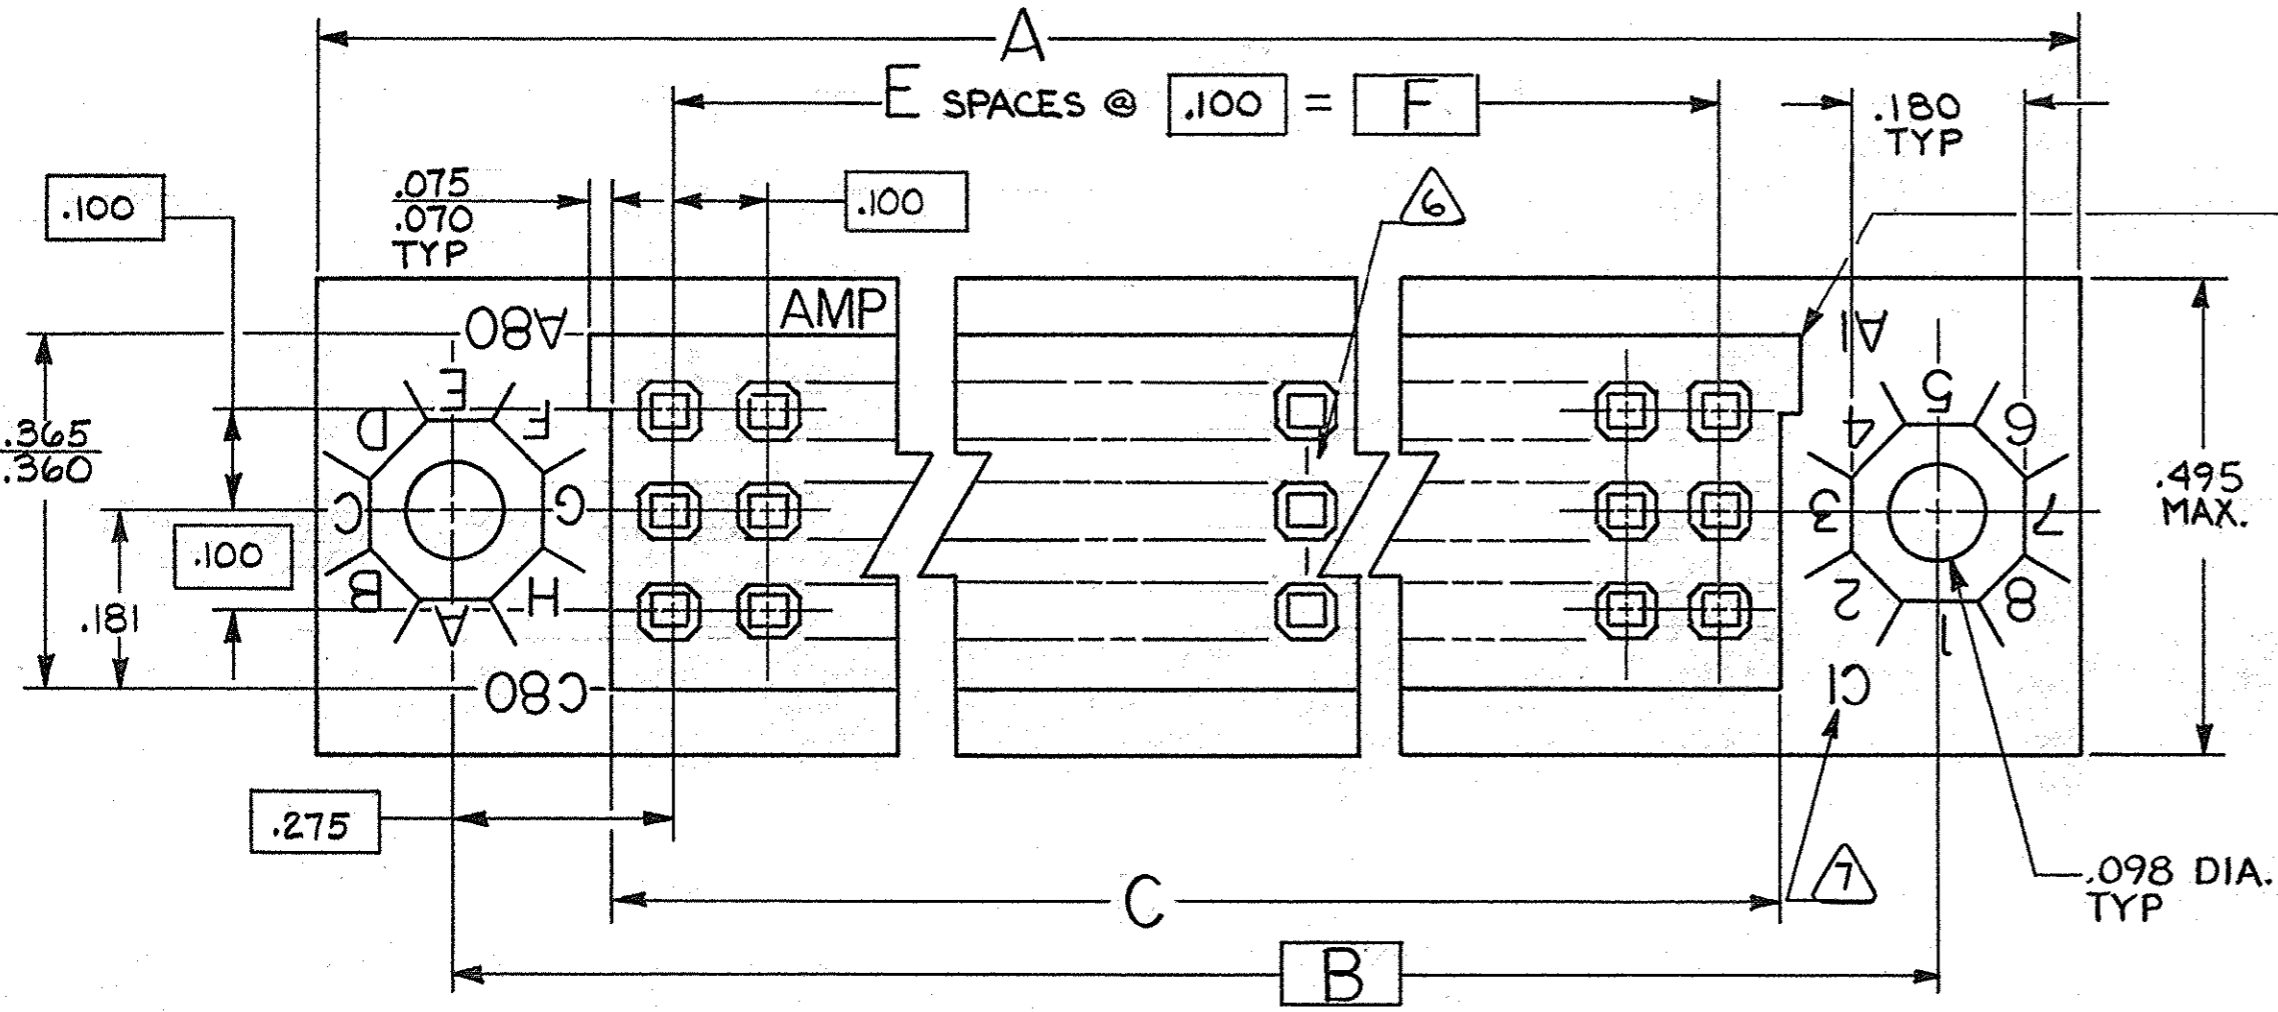 A
E SPACES @ .100 = F
.180
TYP
.075
.070
TYP
.100
.100
6
AMP
A80
A1
E
D
F
C
G
B
H
A
C80
5
4
6
3
7
2
8
1
C1
.365
.360
.100
.181
.495
MAX.
.275
7
.098 DIA.
TYP
C
B